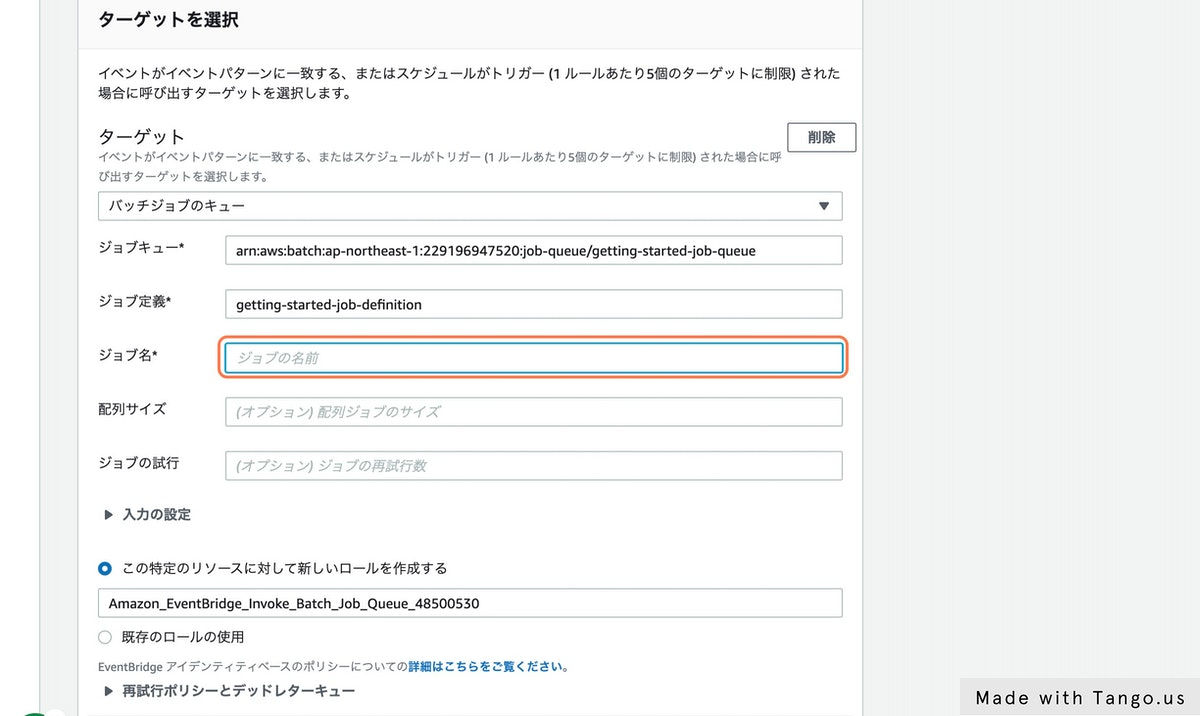 ターゲットを選択
イベントがイベントパターンに一致する、またはスケジュールがトリガー (1 ルールあたり5個のターゲットに制限) された
場合に呼び出すターゲットを選択します。
ターゲット
削除
イベントがイベントパターンに一致する、またはスケジュールがトリガー (1 ルールあたり5個のターゲットに制限) された場合に呼
び出すターゲットを選択します。
バッチジョブのキュー
ジョブキュー*
arn:aws:batch:ap-northeast-1:229196947520:job-queue/getting-started-job-queue
ジョブ定義*
getting-started-job-definition
ジョブ名*
ジョブの名前
配列サイズ
(オプション) 配列ジョブのサイズ
ジョブの試行
(オプション) ジョブの再試行数
入力の設定
この特定のリソースに対して新しいロールを作成する
Amazon_EventBridge_Invoke_Batch_Job_Queue_48500530
既存のロールの使用
EventBridge アイデンティティベースのポリシーについての詳細はこちらをご覧ください。
再試行ポリシーとデッドレターキュー
Made with Tango.us